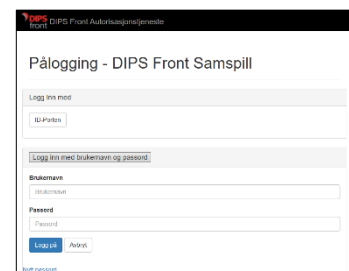 DIPS front DIPS Front Autorisasjonstjeneste
Pålogging - DIPS Front Samspill
Logg inn med
ID-Porten
Logg inn med brukernavn og passord
Brukernavn
Brukernavn
Passord
Passord
Logg på Avbryt
Nytt passord